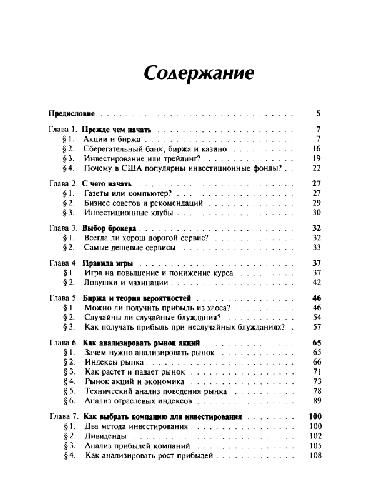 Содержание
Предисловие . . . . . . . . . . 5
Глава 1. Прежде чем начать . . . . . . . . . . 7
§ 1. Акции и биржа . . . . . . . . . . 7
§ 2. Сберегательный банк, биржа и казино . . . . . . . . . . 16
§ 3. Инвестирование или трейдинг? . . . . . . . . . . 19
§ 4. Почему в США популярны инвестиционные фонды? . . 22
Глава 2. С чего начать . . . . . . . . . . 27
§ 1. Газеты или компьютер? . . . . . . . . . . 27
§ 2. Бизнес советов и рекомендаций . . . . . . . . . . 29
§ 3. Инвестиционные клубы . . . . . . . . . . 30
Глава 3. Выбор брокера . . . . . . . . . . 32
§ 1. Всегда ли хорош дорогой сервис? . . . . . . . . . . 32
§ 2. Самые дешевые сервисы . . . . . . . . . . 33
Глава 4 Правила игры . . . . . . . . . . 37
§ 1 Игра на повышение и понижение курса . . . . . . . . . . 37
§ 2. Ловушки и махинации . . . . . . . . . . 42
Глава 5 Биржа и теория вероятностей . . . . . . . . . . 46
§ 1 Можно ли получить прибыль из хаоса? . . . . . . . . . . 46
§ 2. Случайны ли случайные блуждания? . . . . . . . . . . 54
§ 3. Как получать прибыль при неслучайных блужданиях? . 57
Глава 6 Как анализировать рынок акций . . . . . . . . . . 65
§ 1. Зачем нужно анализировать рынок . . . . . . . . . . 65
§ 2. Индексы рынка . . . . . . . . . . 66
§ 3. Как растет и падает рынок . . . . . . . . . . 71
§ 4. Рынок акций и экономика . . . . . . . . . . 73
§ 5. Технический анализ поведения рынка . . . . . . . . . . 78
§ 6. Анализ отраслевых индексов . . . . . . . . . . 89
Глава 7. Как выбрать компанию для инвестирования . . . . . . . . . . 100
§ 1. Два метода инвестирования . . . . . . . . . . 100
§ 2. Дивиденды . . . . . . . . . . 102
§ 3. Анализ прибылей компаний . . . . . . . . . . 105
§ 4. Как анализировать рост прибылей . . . . . . . . . . 108